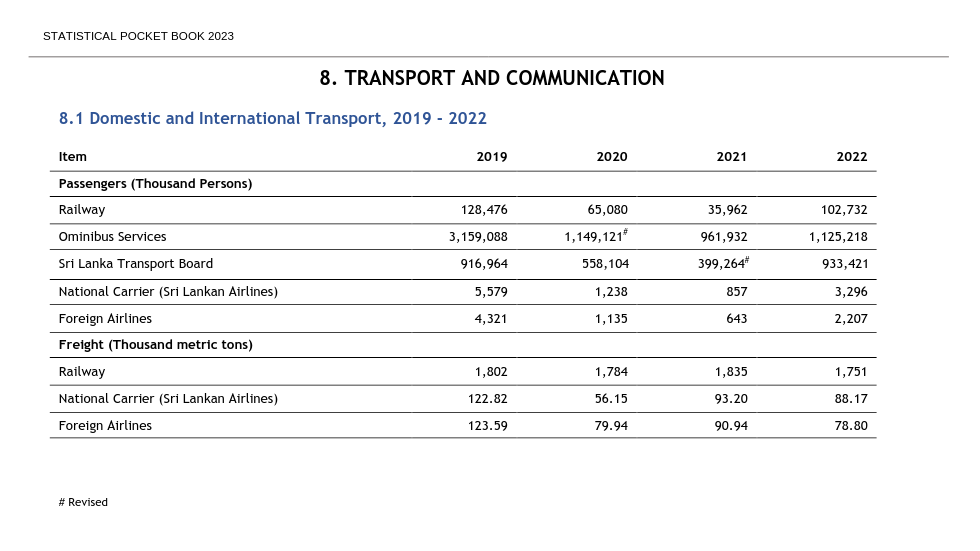 STATISTICAL POCKET BOOK 2023
8. TRANSPORT AND COMMUNICATION
8.1 Domestic and International Transport, 2019 - 2022
Item 2019 2020 2021 2022
Passengers (Thousand Persons)
Railway 128,476 65,080 35,962 102,732
Ominibus Services 3,159,088 1,149,121# 961,932 1,125,218
Sri Lanka Transport Board 916,964 558,104 399,264# 933,421
National Carrier (Sri Lankan Airlines) 5,579 1,238 857 3,296
Foreign Airlines 4,321 1,135 643 2,207
Freight (Thousand metric tons)
Railway 1,802 1,784 1,835 1,751
National Carrier (Sri Lankan Airlines) 122.82 56.15 93.20 88.17
Foreign Airlines 123.59 79.94 90.94 78.80
# Revised